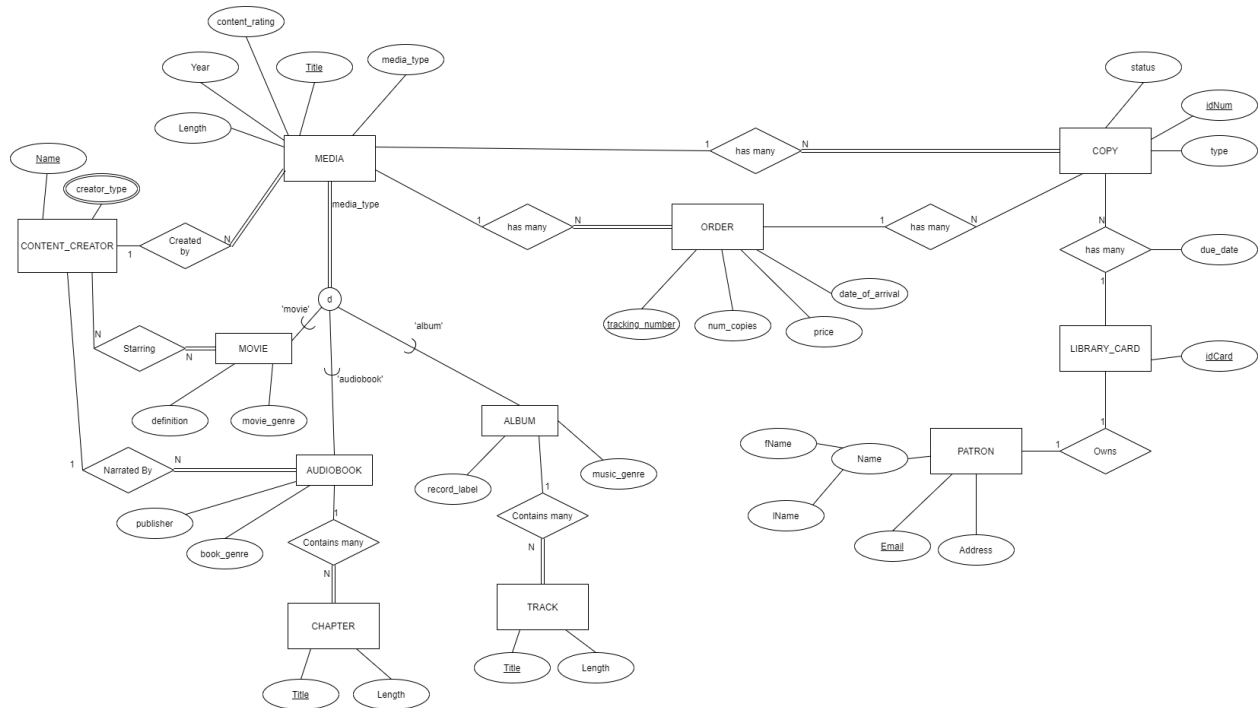 content_rating
Year
Title
media_type
Length
status
idNum
type
Name
creator_type
MEDIA
1
has many
N
COPY
media_type
CONTENT_CREATOR
1
Created
by
N
1
has many
N
ORDER
1
has many
N
N
has many
1
due_date
d
'movie'
'album'
'audiobook'
date_of_arrival
tracking_number
num_copies
price
N
Starring
N
MOVIE
LIBRARY_CARD
idCard
definition
movie_genre
ALBUM
fName
Name
PATRON
1
Owns
1
1
Narrated By
N
AUDIOBOOK
record_label
music_genre
lName
publisher
book_genre
1
Contains many
N
1
Contains many
N
Email
Address
CHAPTER
TRACK
Title
Length
Title
Length